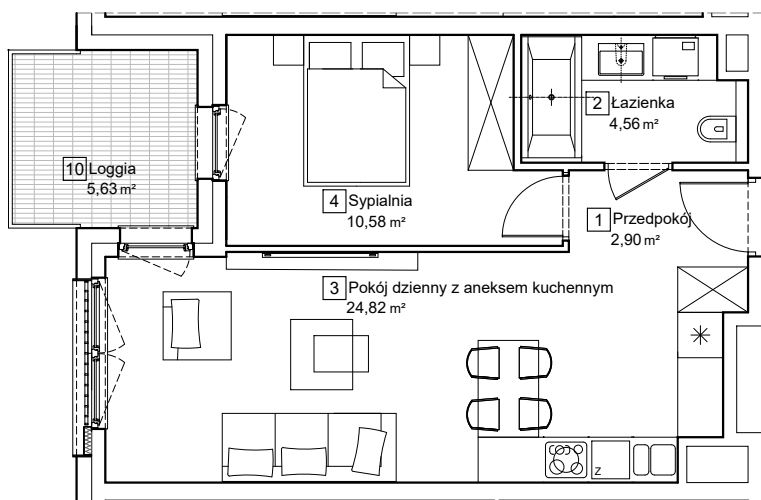 2 Łazienka
4,56 m²
10 Loggia
5,63 m²
4 Sypialnia
10,58 m²
1 Przedpokój
2,90 m²
3 Pokój dzienny z aneksem kuchennym
24,82 m²
z